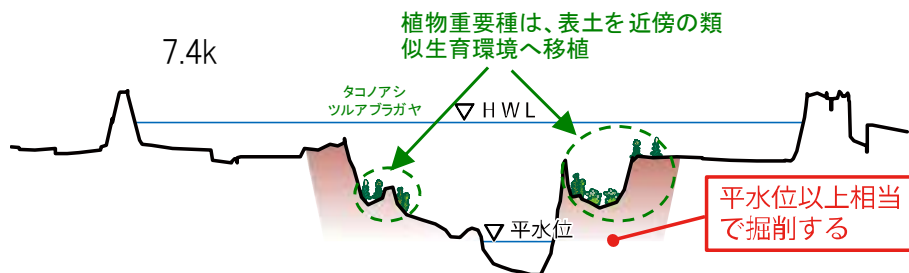 植物重要種は、表土を近傍の類
似生育環境へ移植
7.4k
タコノアシ
ツルアブラガヤ
▽ HWL
▽ 平水位
平水位以上相当
で掘削する